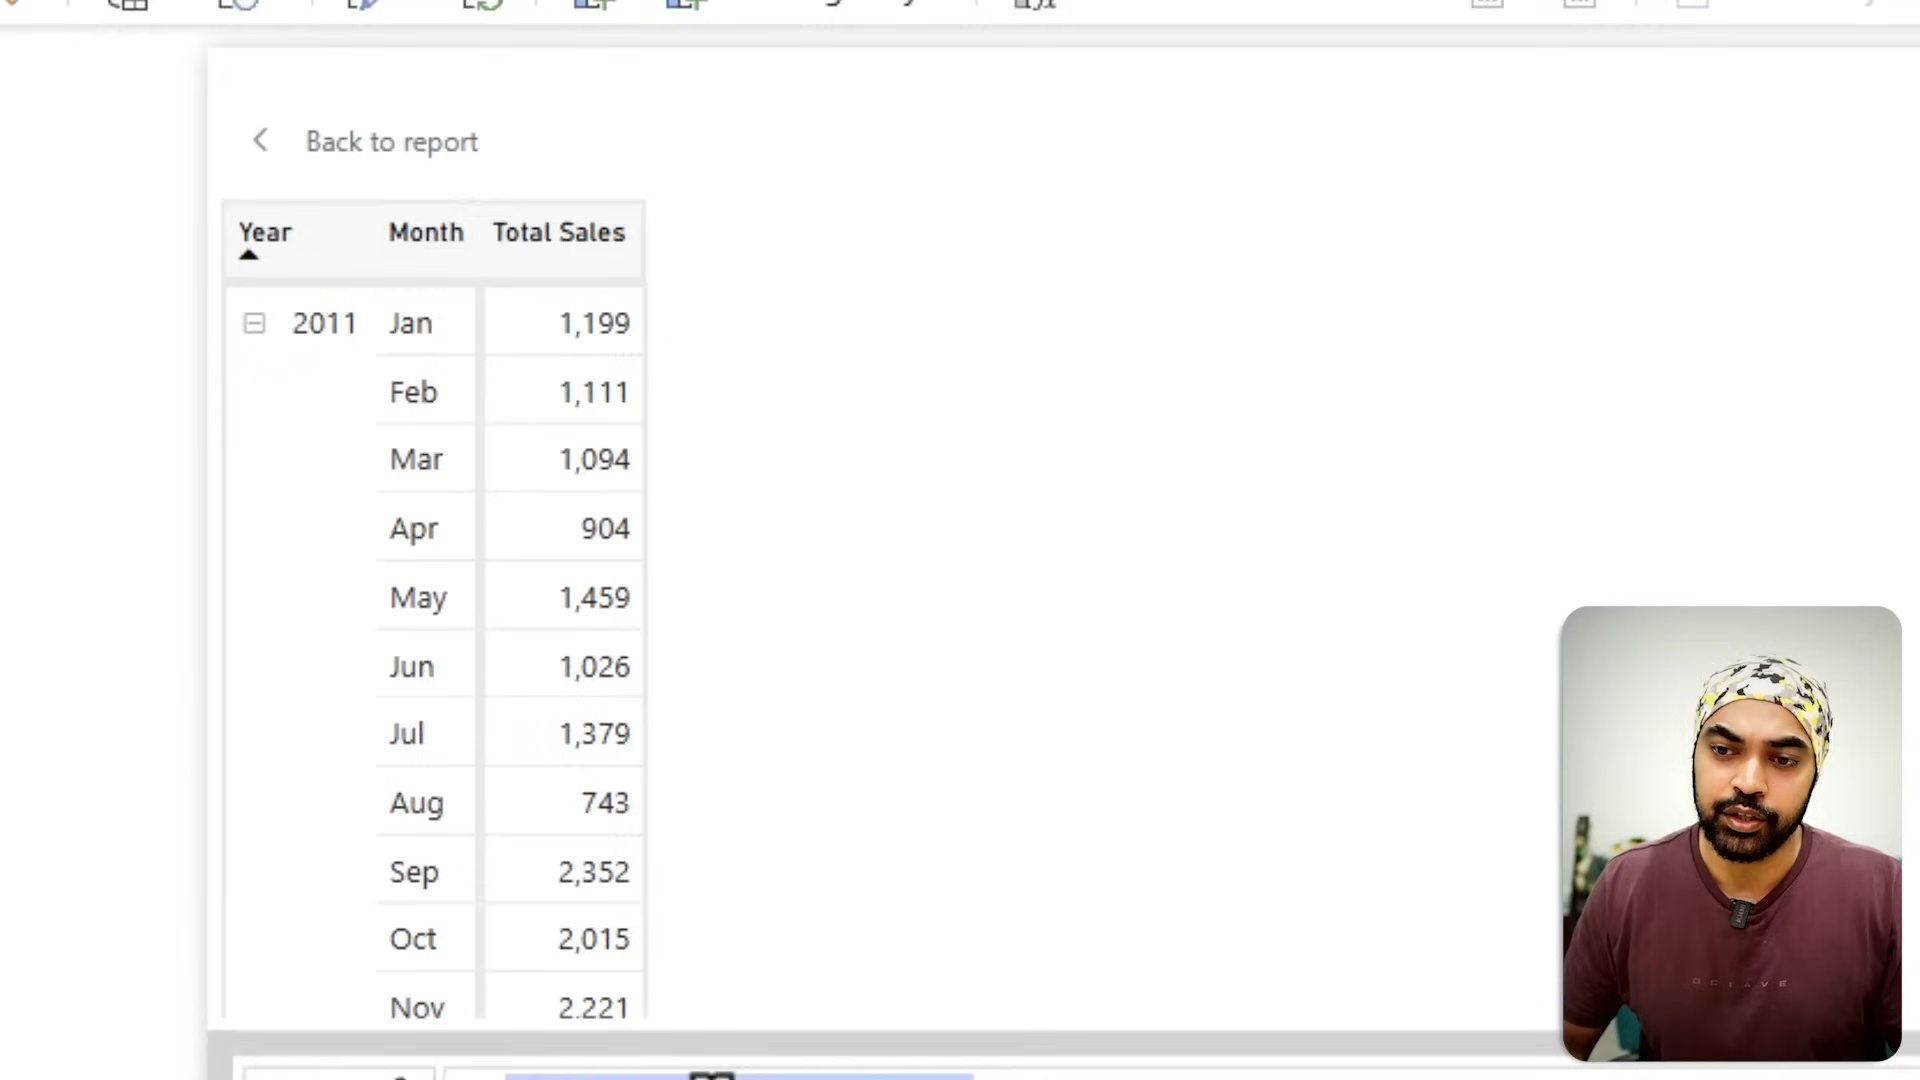 Back to report
Year Month Total Sales
2011 Jan 1,199
Feb 1,111
Mar 1,094
Apr 904
May 1,459
Jun 1,026
Jul 1,379
Aug 743
Sep 2,352
Oct 2,015
Nov 2,221
OCTAVE